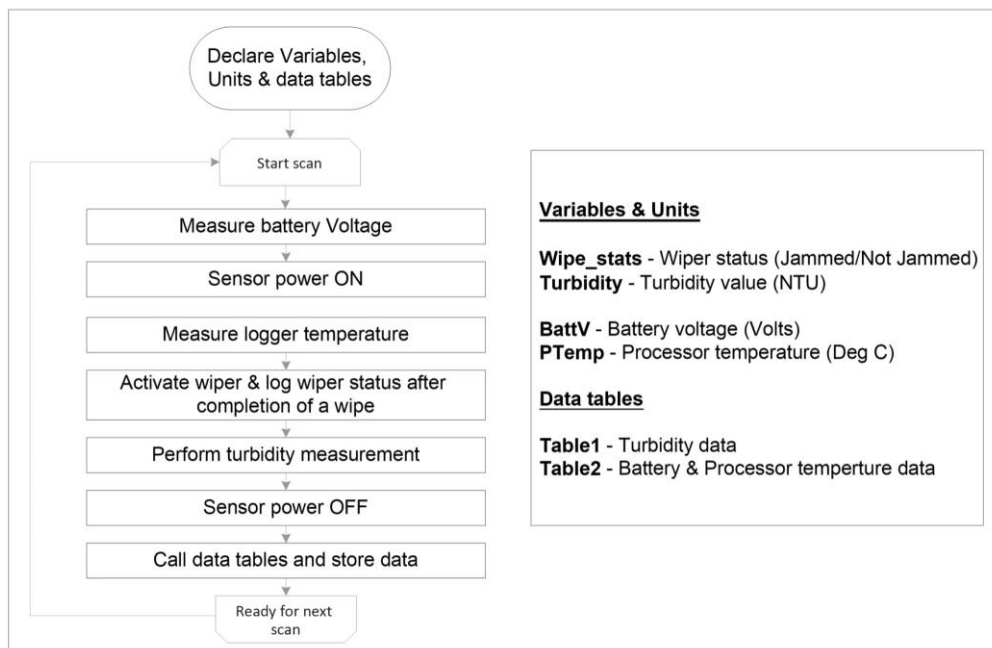 Declare Variables,
Units & data tables
Start scan
Measure battery Voltage
Sensor power ON
Measure logger temperature
Activate wiper & log wiper status after
completion of a wipe
Perform turbidity measurement
Sensor power OFF
Call data tables and store data
Ready for next
scan
Variables & Units
Wipe_stats - Wiper status (Jammed/Not Jammed)
Turbidity - Turbidity value (NTU)
BattV - Battery voltage (Volts)
PTemp - Processor temperature (Deg C)
Data tables
Table1 - Turbidity data
Table2 - Battery & Processor temperture data